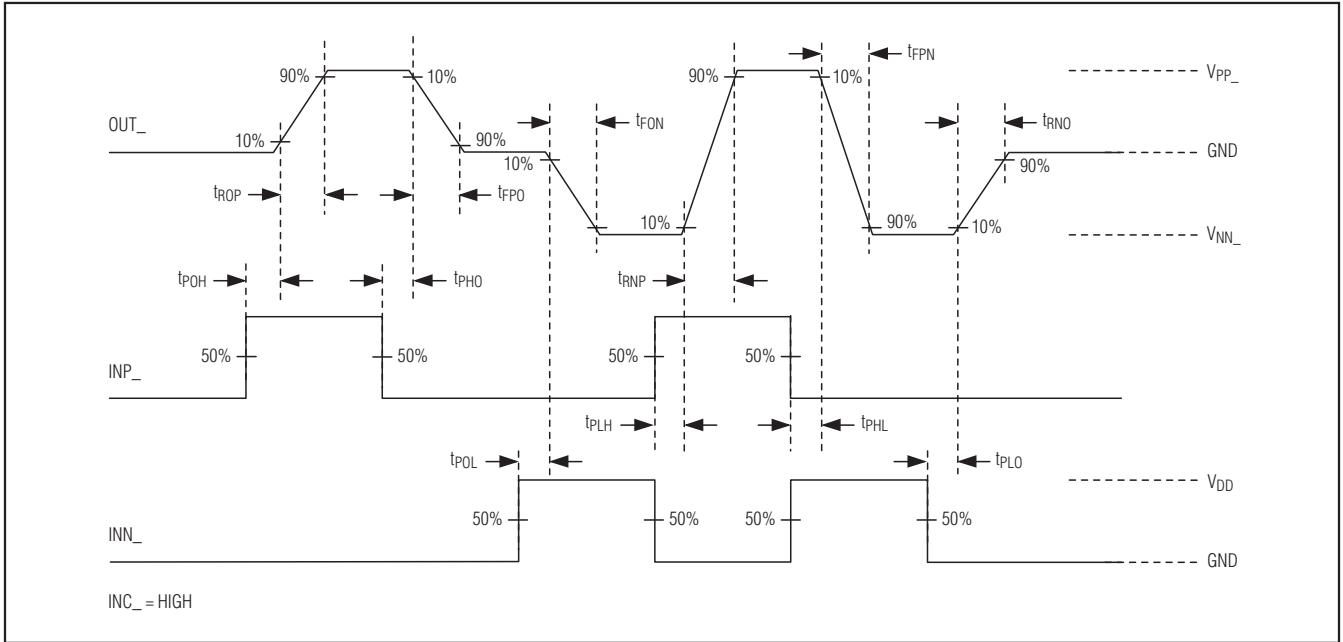 tFPN
90%
10%
90%
10%
VPP_
OUT_
tFON
tRNO
10%
90%
10%
GND
90%
tROP
tFPO
10%
90%
10%
VNN_
tPOH
tPHO
tRNP
50%
50%
50%
50%
INP_
tPLH
tPHL
tPOL
tPLO
VDD
50%
50%
50%
50%
INN_
GND
INC_ = HIGH